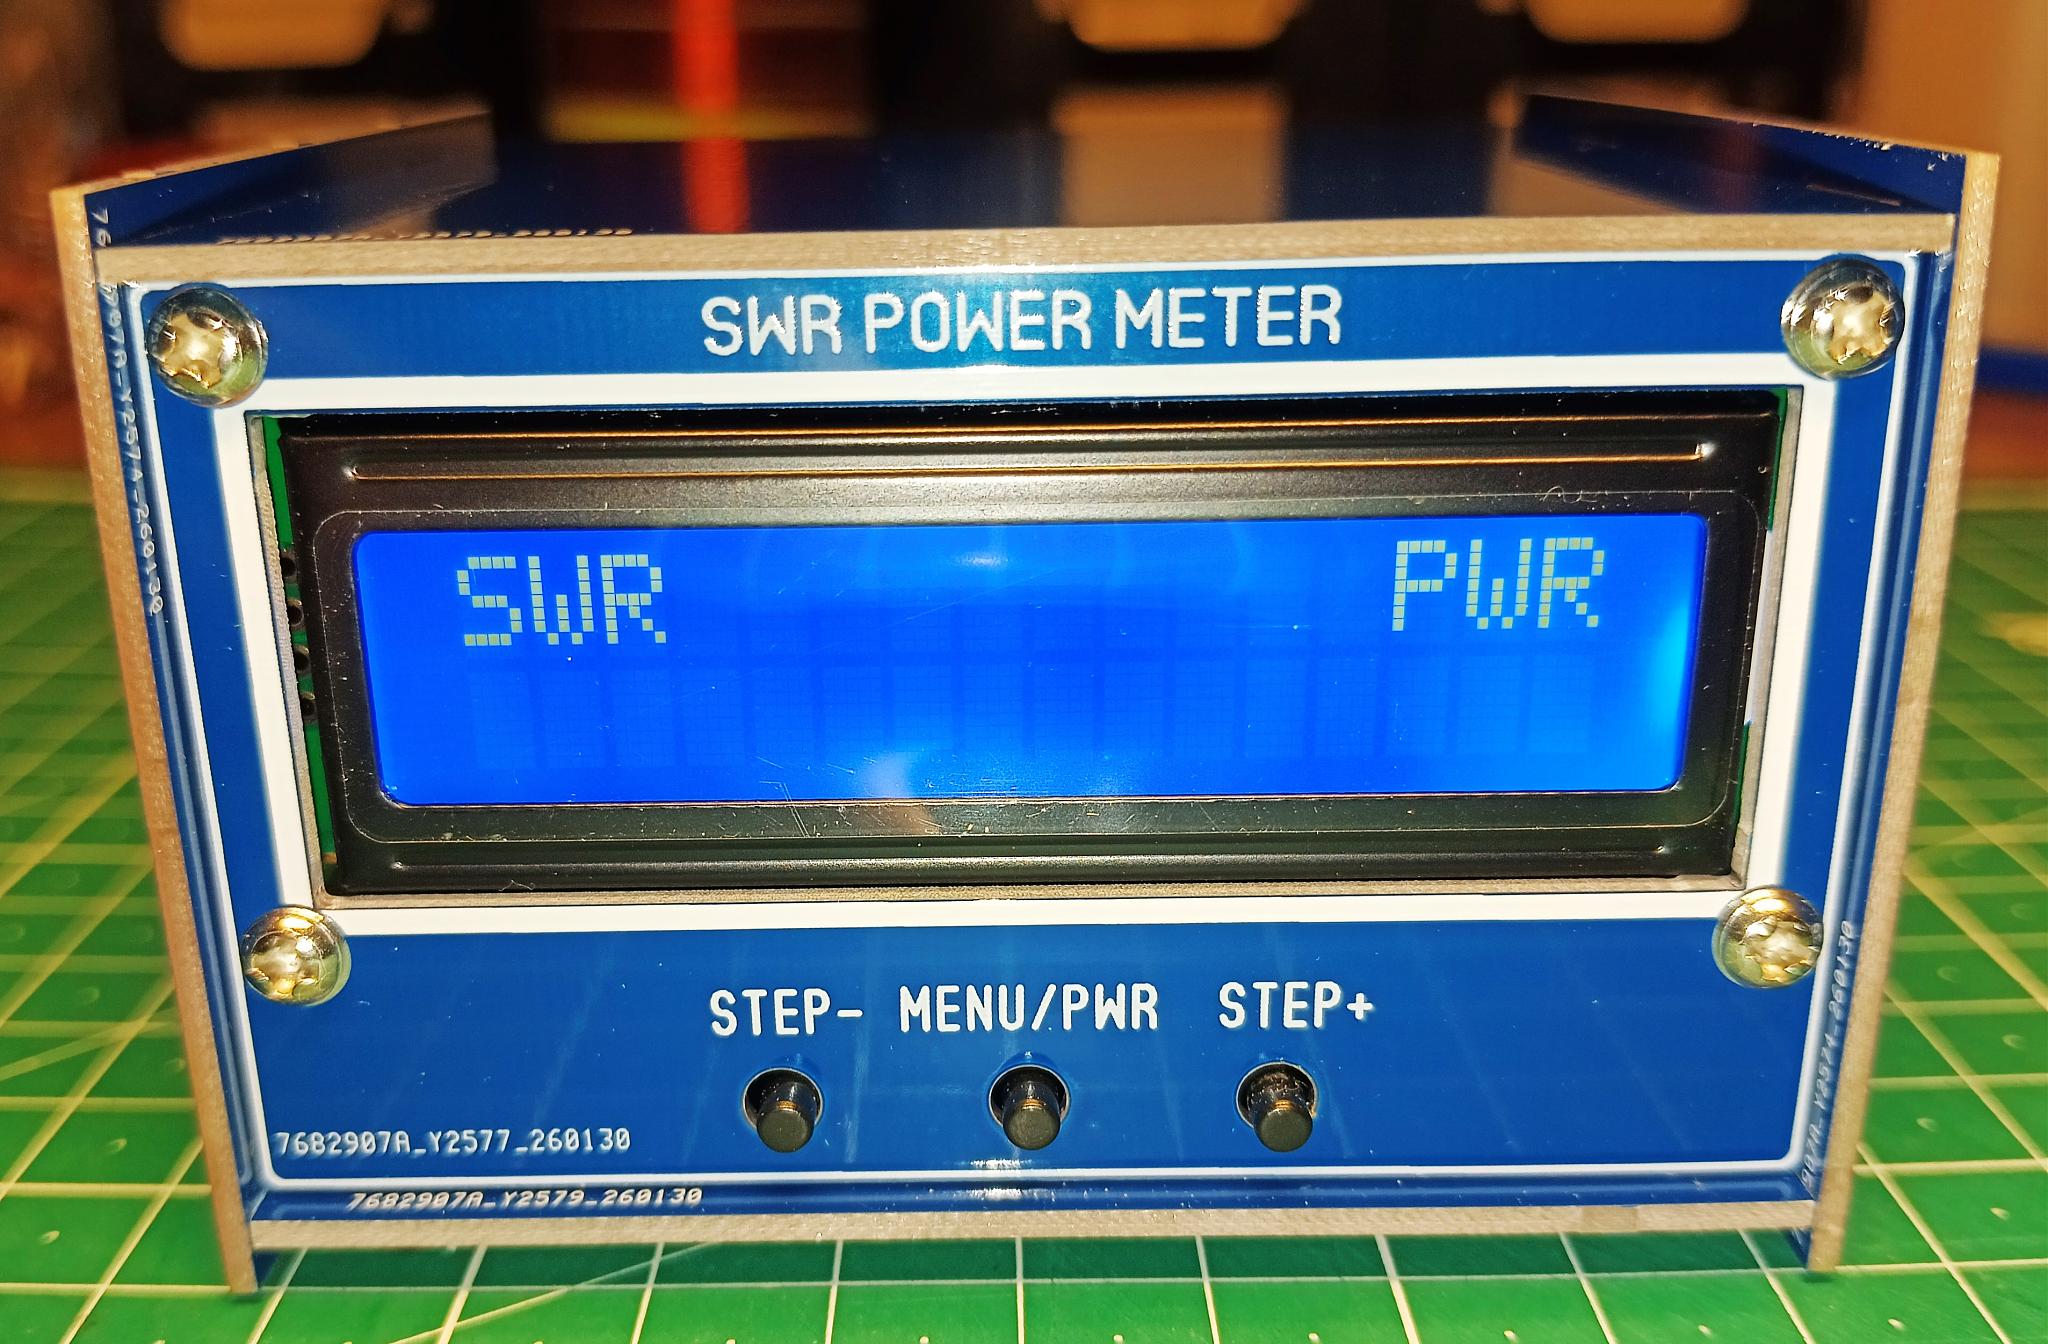 SWR POWER METER
SWR PWR
STEP- MENU/PWR STEP+
7682907A_Y2577_260130
7682907A_Y2579_260130